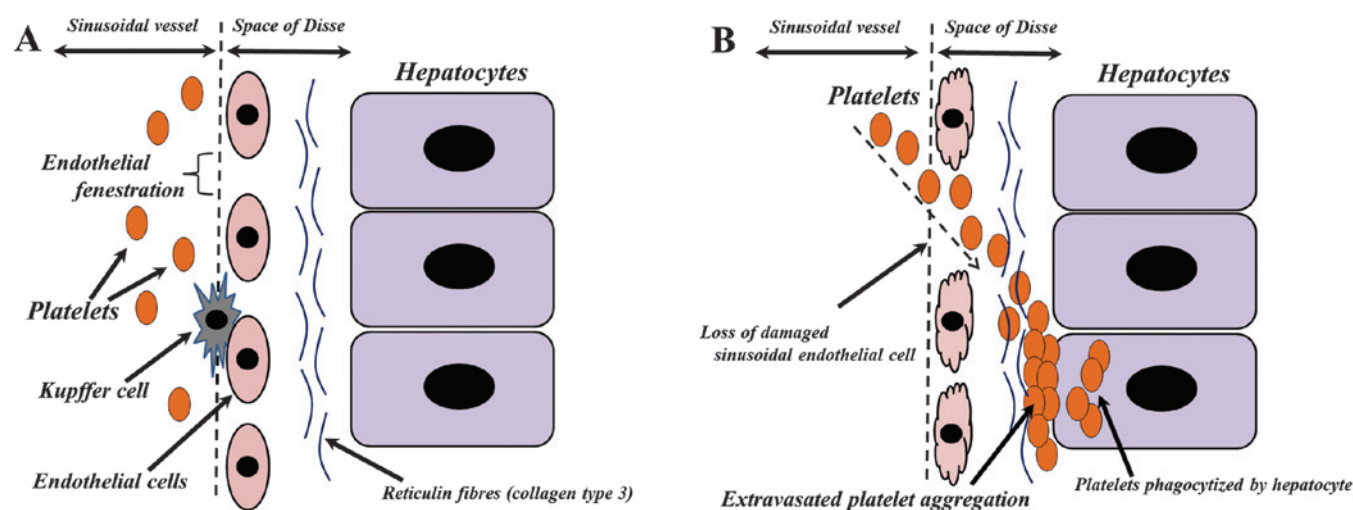 A
Sinusoidal vessel
Space of Disse
Hepatocytes
Endothelial
fenestration
Platelets
Kupffer cell
Endothelial cells
Reticulin fibres (collagen type 3)
B
Sinusoidal vessel
Space of Disse
Hepatocytes
Platelets
Loss of damaged
sinusoidal endothelial cell
Extravasated platelet aggregation
Platelets phagocytized by hepatocyte